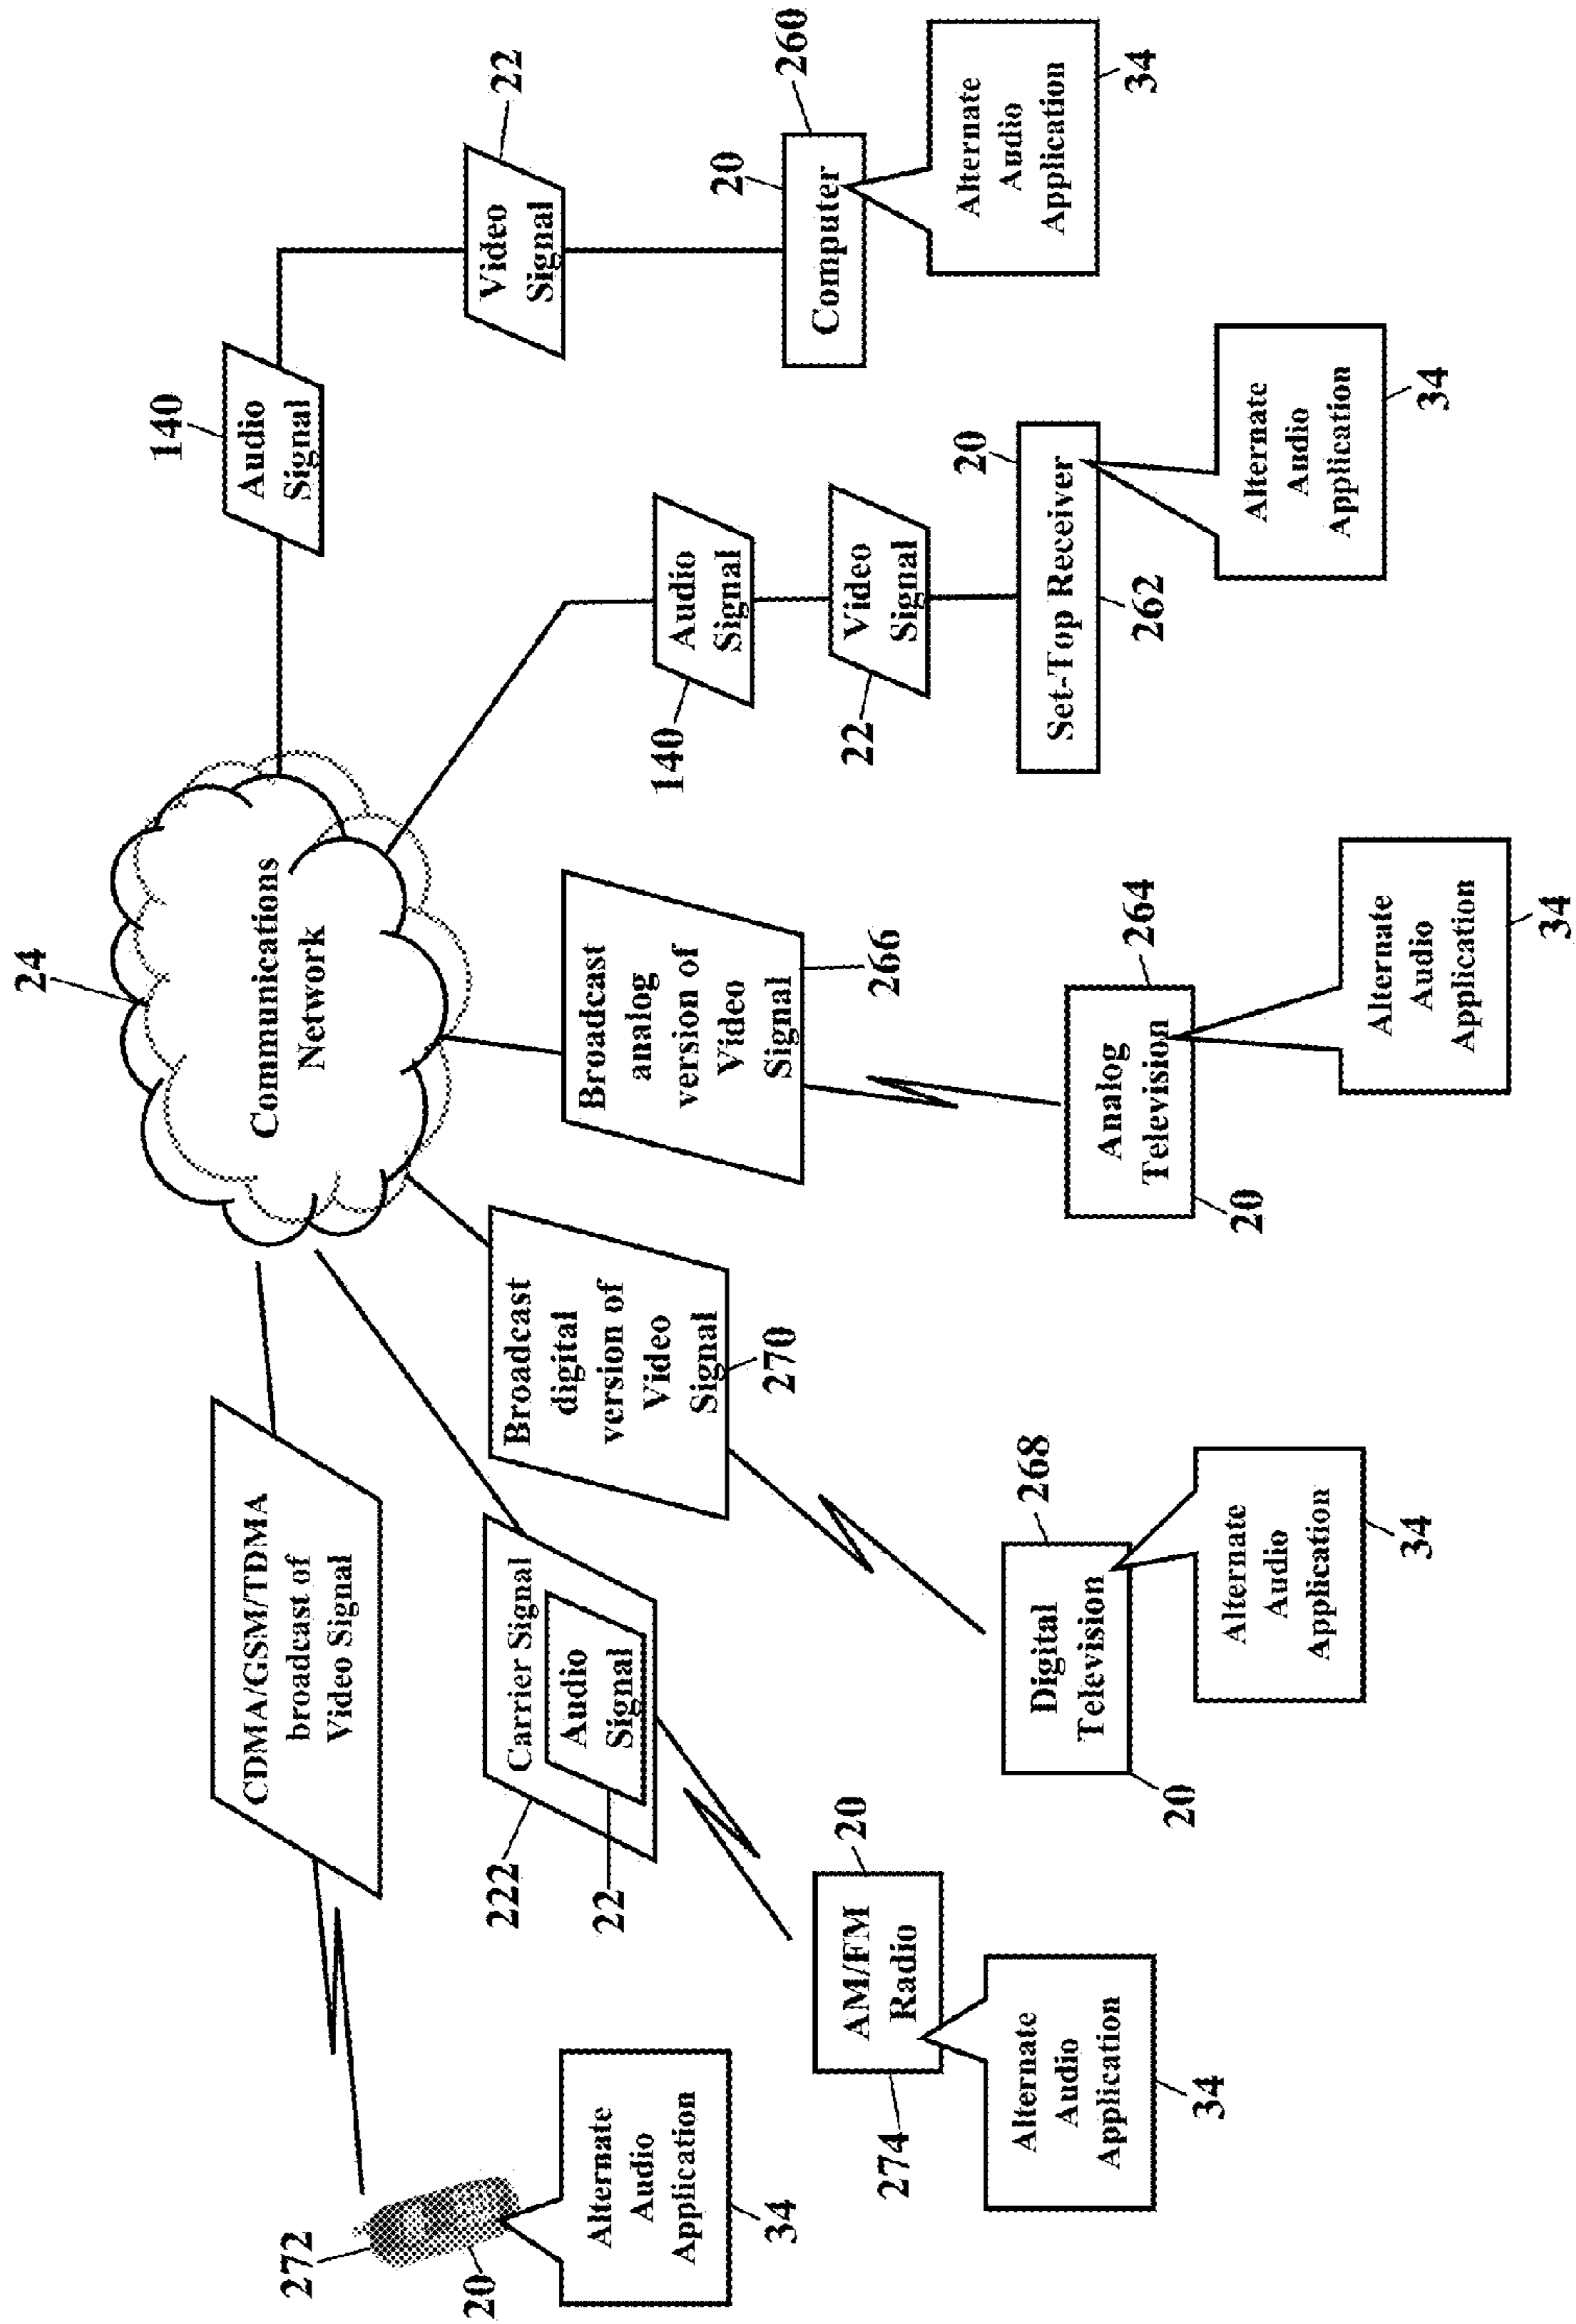 24
Communications
Network
CDMA/GSM/TDMA
broadcast of
Video Signal
272
20
Alternate
Audio
Application
34
222
Carrier Signal
Audio
Signal
22
AM/FM
Radio
20
274
Alternate
Audio
Application
34
Broadcast
digital
version of
Video
Signal
270
Digital
Television
268
20
Alternate
Audio
Application
34
Broadcast
analog
version of
Video
Signal
266
Analog
Television
264
20
Alternate
Audio
Application
34
140
Audio
Signal
22
Video
Signal
20
Set-Top Receiver
262
Alternate
Audio
Application
34
140
Audio
Signal
22
Video
Signal
20
260
Computer
Alternate
Audio
Application
34